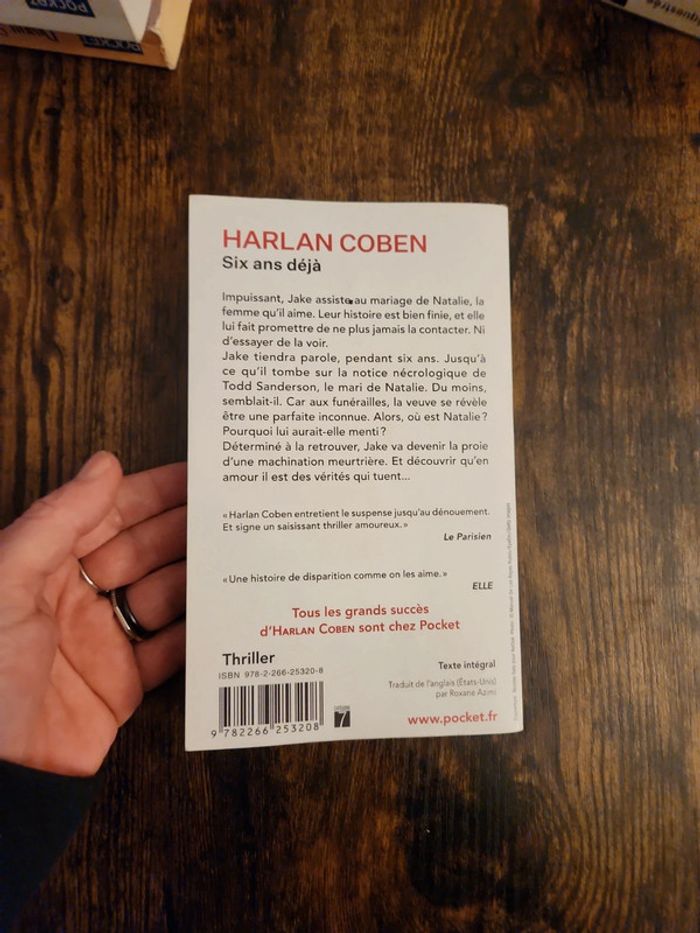 POCKET
POCKET
HARLAN COBEN
Six ans déjà
Impuissant, Jake assiste au mariage de Natalie, la
femme qu'il aime. Leur histoire est bien finie, et elle
lui fait promettre de ne plus jamais la contacter. Ni
d'essayer de la voir.
Jake tiendra parole, pendant six ans. Jusqu'à
ce qu'il tombe sur la notice nécrologique de
Todd Sanderson, le mari de Natalie. Du moins,
semblait-il. Car aux funérailles, la veuve se révèle
être une parfaite inconnue. Alors, où est Natalie ?
Pourquoi lui aurait-elle menti ?
Déterminé à la retrouver, Jake va devenir la proie
d'une machination meurtrière. Et découvrir qu'en
amour il est des vérités qui tuent...
« Harlan Coben entretient le suspense jusqu'au dénouement.
Et signe un saisissant thriller amoureux. »
Le Parisien
« Une histoire de disparition comme on les aime. »
ELLE
Tous les grands succès
d'HARLAN COBEN sont chez Pocket
Thriller
ISBN 978-2-266-25320-8
Texte intégral
Traduit de l'anglais (États-Unis)
par Roxane Azimi
7
9 782266 253208
www.pocket.fr